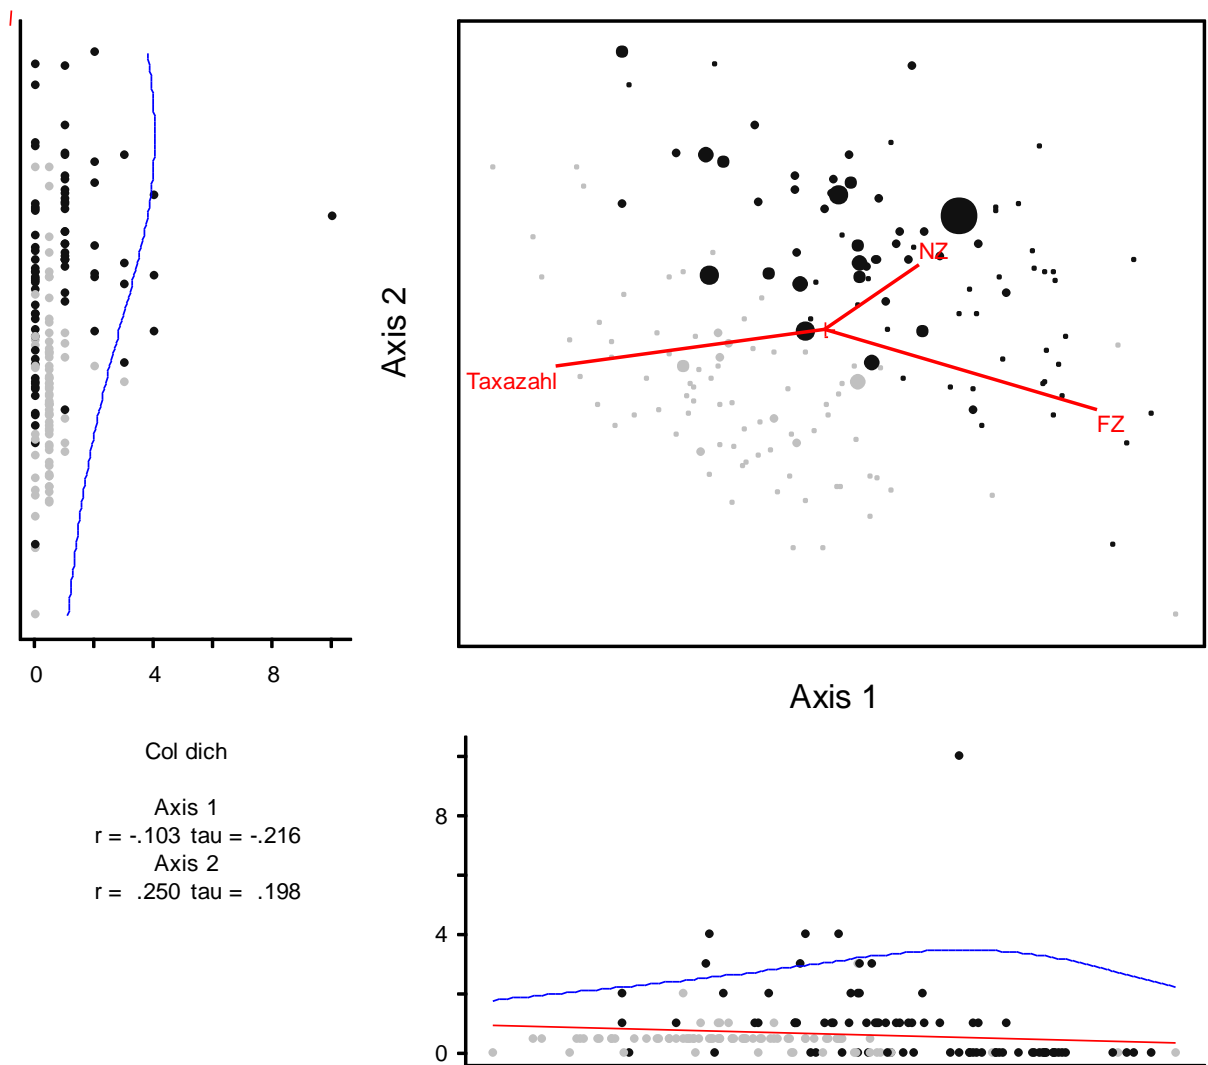 Axis 2
NZ
Taxazahl
FZ
0 4 8
Axis 1
Col dich
Axis 1
r = -.103 tau = -.216
Axis 2
r = .250 tau = .198
8
4
0